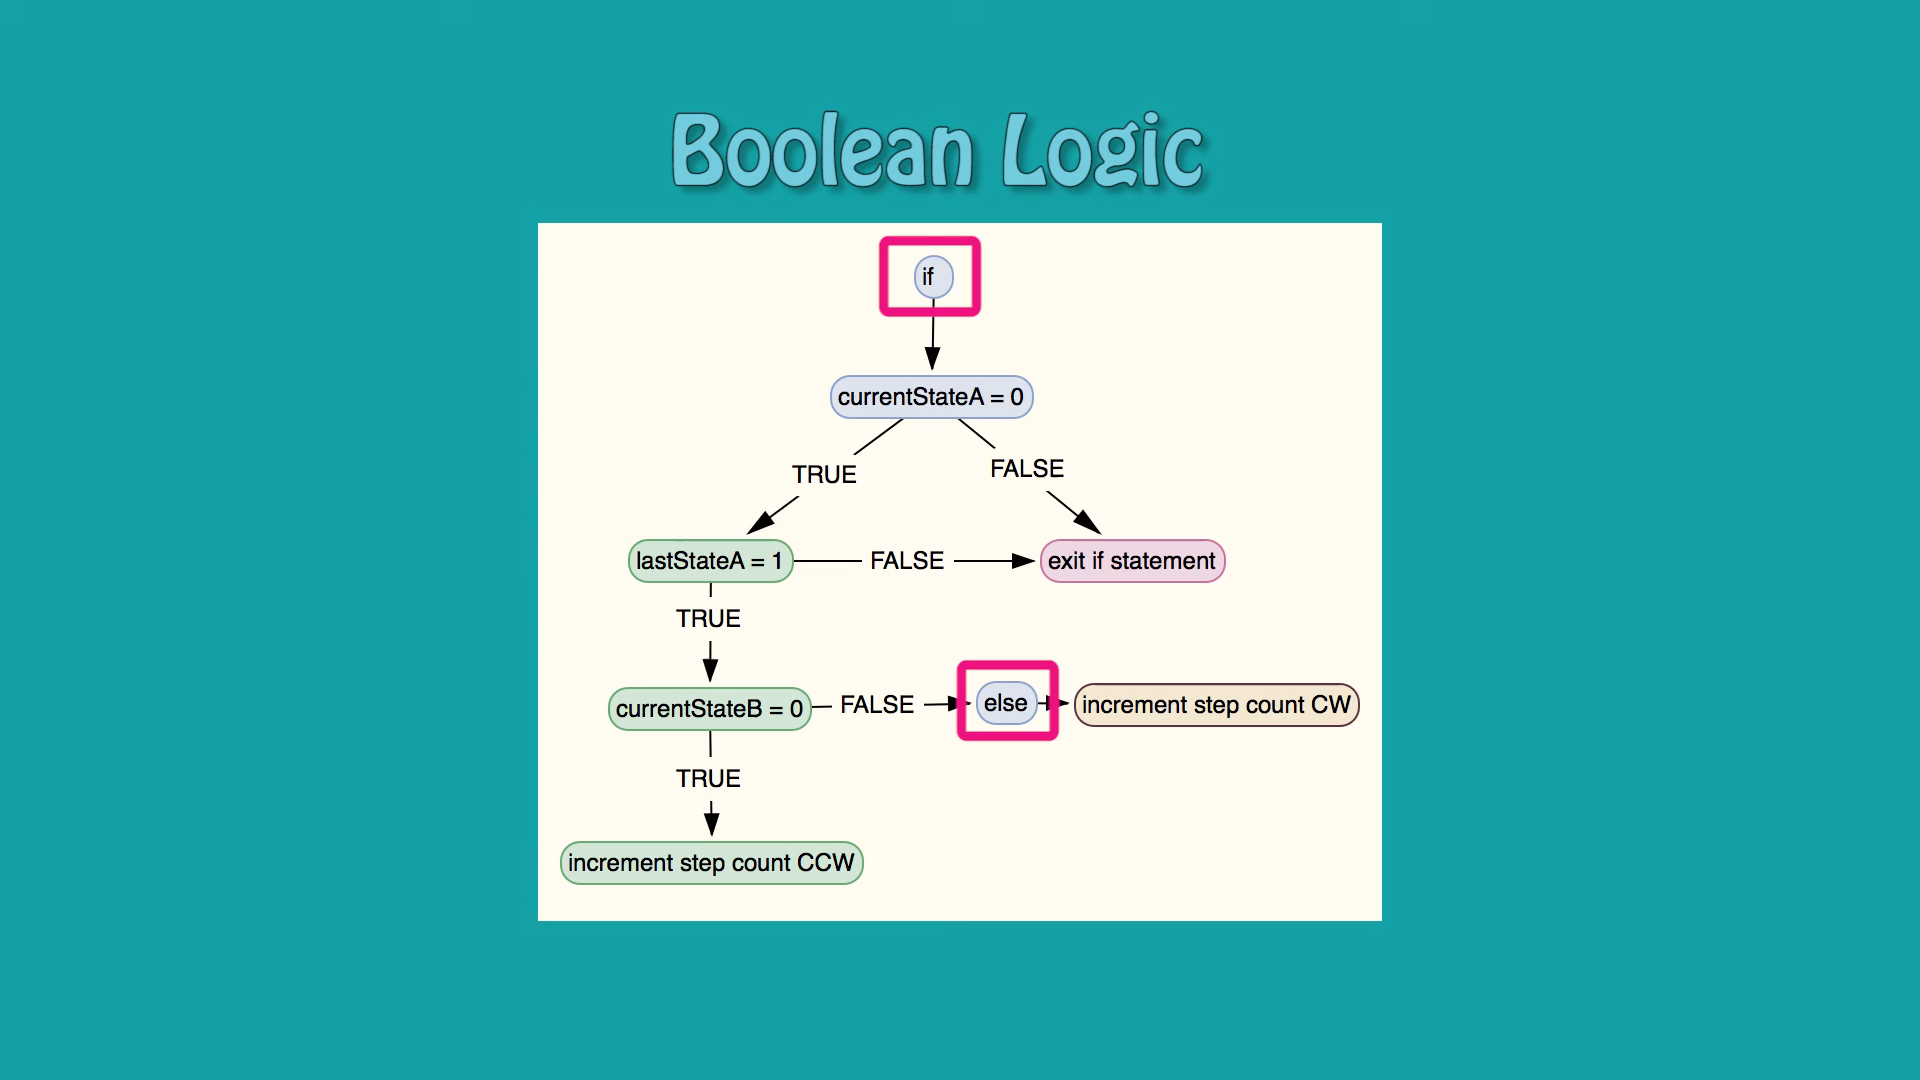 Boolean Logic
if
currentStateA = 0
TRUE
FALSE
lastStateA = 1
FALSE
exit if statement
TRUE
currentStateB = 0
FALSE
else
increment step count CW
TRUE
increment step count CCW